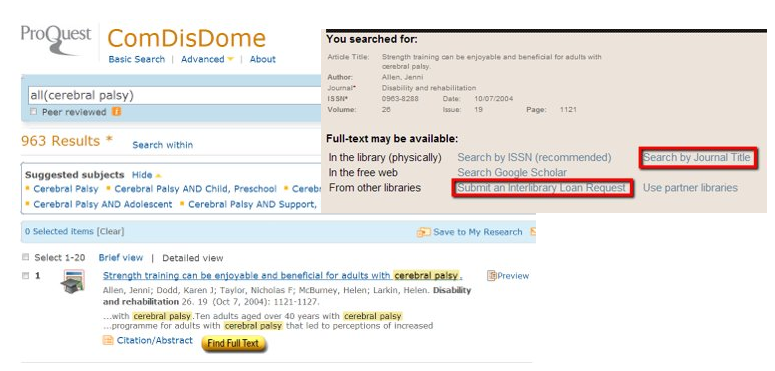 ProQuest
ComDisDome
Basic Search | Advanced | About
all(cerebral palsy)
Peer reviewed
963 Results * Search within
Suggested subjects Hide
Cerebral Palsy Cerebral Palsy AND Child, Preschool Cerebr
Cerebral Palsy AND Adolescent Cerebral Palsy AND Support,
0 Selected items [Clear] Save to My Research
Select 1-20 Brief view | Detailed view
1 Strength training can be enjoyable and beneficial for adults with cerebral palsy. Preview
Allen, Jenni; Dodd, Karen J; Taylor, Nicholas F; McBurney, Helen; Larkin, Helen. Disability
and rehabilitation 26. 19 (Oct 7, 2004): 1121-1127.
...with cerebral palsy.Ten adults aged over 40 years with cerebral palsy
...programme for adults with cerebral palsy that led to perceptions of increased
Citation/Abstract Find Full Text
You searched for:
Article Title: Strength training can be enjoyable and beneficial for adults with
cerebral palsy.
Author: Allen, Jenni
Journal* Disability and rehabilitation
ISSN* 0963-8288 Date: 10/07/2004
Volume: 26 Issue: 19 Page: 1121
Full-text may be available:
In the library (physically) Search by ISSN (recommended) Search by Journal Title
In the free web Search Google Scholar
From other libraries Submit an Interlibrary Loan Request Use partner libraries